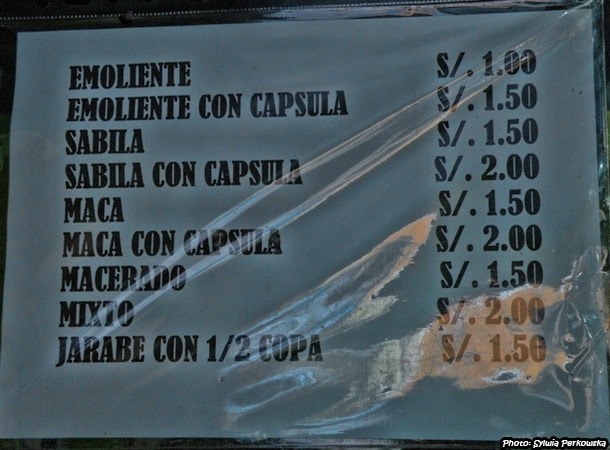 EMOLIENTE S/. 1.00
EMOLIENTE CON CAPSULA S/. 1.50
SABILA S/. 1.50
SABILA CON CAPSULA S/. 2.00
MACA S/. 1.50
MACA CON CAPSULA S/. 2.00
MACERADO S/. 1.50
MIXTO S/. 2.00
JARABE CON 1/2 COPA S/. 1.50
Photo: Sylwia Perkowska